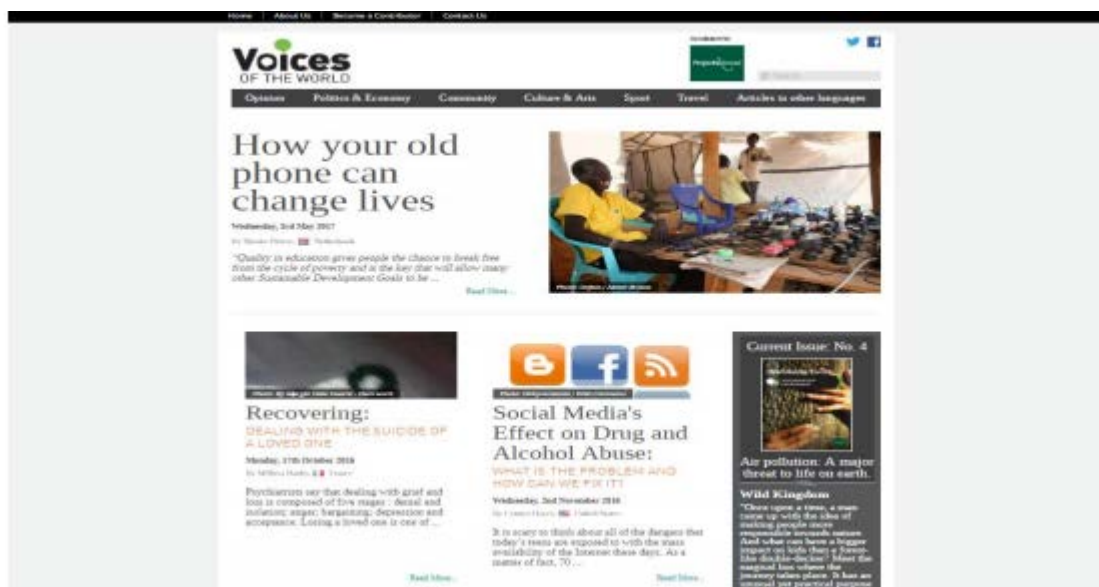 Home About Us Become a Contributor Contact Us
Voices
OF THE WORLD
Opinion Politics & Economy Community Culture & Arts Sport Travel Articles in other languages
How your old
phone can
change lives
Wednesday, 3rd May 2017
By Netherlands
"Quality in education gives people the chance to break free
from the cycle of poverty and is the key that will allow many
other Sustainable Development Goals to be ...
Read More...
Recovering:
DEALING WITH THE SUICIDE OF
A LOVED ONE
Monday, 17th October 2016
By France
Psychiatrists say that dealing with grief and
loss is composed of five stages : denial and
isolation; anger; bargaining; depression and
acceptance. Losing a loved one is one of ...
Read More...
Social Media's
Effect on Drug and
Alcohol Abuse:
WHAT IS THE PROBLEM AND
HOW CAN WE FIX IT?
Wednesday, 2nd November 2016
By United States
It is scary to think about all of the dangers that
today's teens are exposed to with the mass
availability of the Internet these days. As a
matter of fact, 70 ...
Read More...
Current Issue: No. 4
Air pollution: A major
threat to life on earth.
Wild Kingdom
"Once upon a time, a man
came up with the idea of
making people more
responsible towards nature.
And what can have a bigger
impact on kids than a forest-
like double-decker? Meet the
magical bus where the
journey takes place. It has an
unusual yet practical purpose